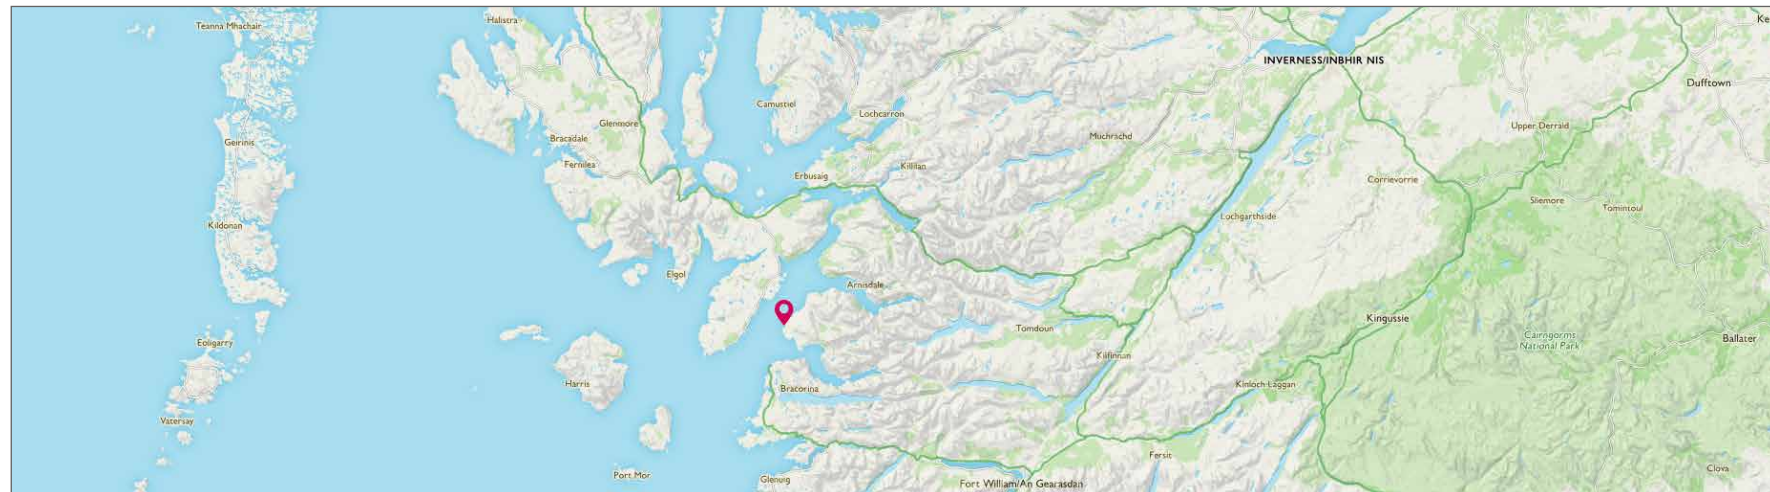 Halistra
Teanna Mhachair
Ke
INVERNESS/INBHIR NIS
Dufftown
Camustiel
Lochcarron
Glenmore
Upper Derraid
Muchrachd
Bracadale
Geirinis
Fernilea
Killilan
Erbusaig
Corrievorrie
Sliemore
Tomintoul
Lochgarthside
Kildonan
Elgol
Arnisdale
Kingussie
Tomdoun
Cairngorms
National Park
Ballater
Eoligarry
Kilfinnan
Harris
Kinloch Laggan
Bracorina
Vatersay
Fersit
Clova
Port Mor
Glenuig
Fort William/An Gearasdan